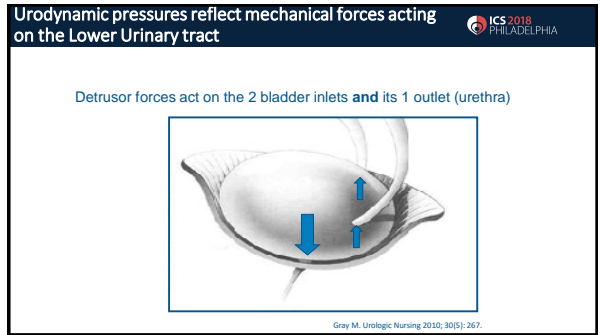 Urodynamic pressures reflect mechanical forces acting
on the Lower Urinary tract
ICS 2018
PHILADELPHIA
Detrusor forces act on the 2 bladder inlets and its 1 outlet (urethra)
Gray M. Urologic Nursing 2010; 30(5): 267.